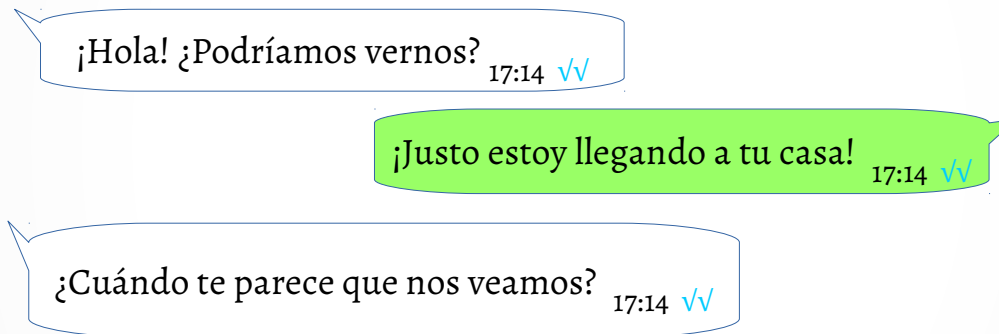 ¡Hola! ¿Podríamos vernos? 17:14 √√
¡Justo estoy llegando a tu casa! 17:14 √√
¿Cuándo te parece que nos veamos? 17:14 √√